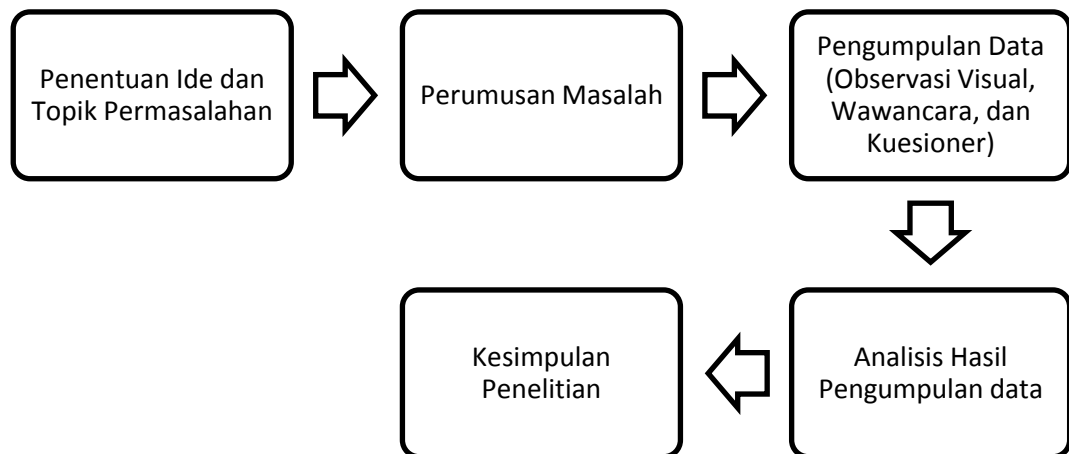 Penentuan Ide dan
Topik Permasalahan
Perumusan Masalah
Pengumpulan Data
(Observasi Visual,
Wawancara, dan
Kuesioner)
Analisis Hasil
Pengumpulan data
Kesimpulan
Penelitian